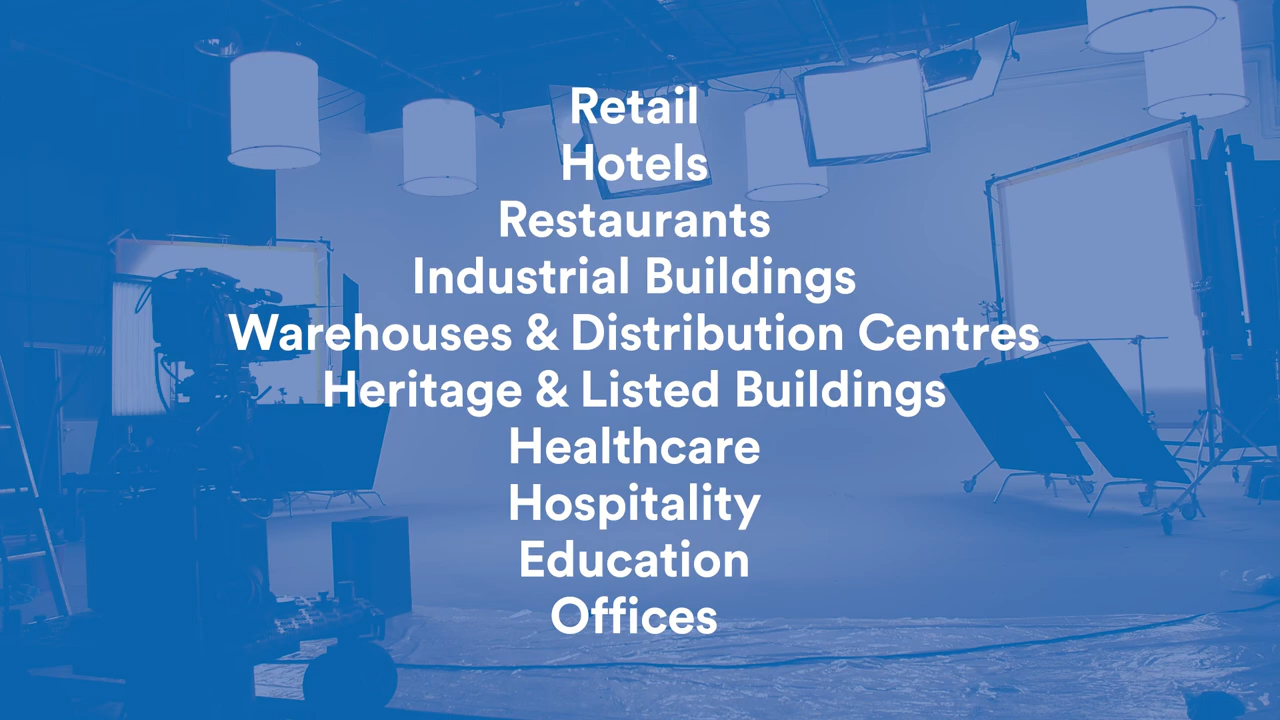 Retail
Hotels
Restaurants
Industrial Buildings
Warehouses & Distribution Centres
Heritage & Listed Buildings
Healthcare
Hospitality
Education
Offices